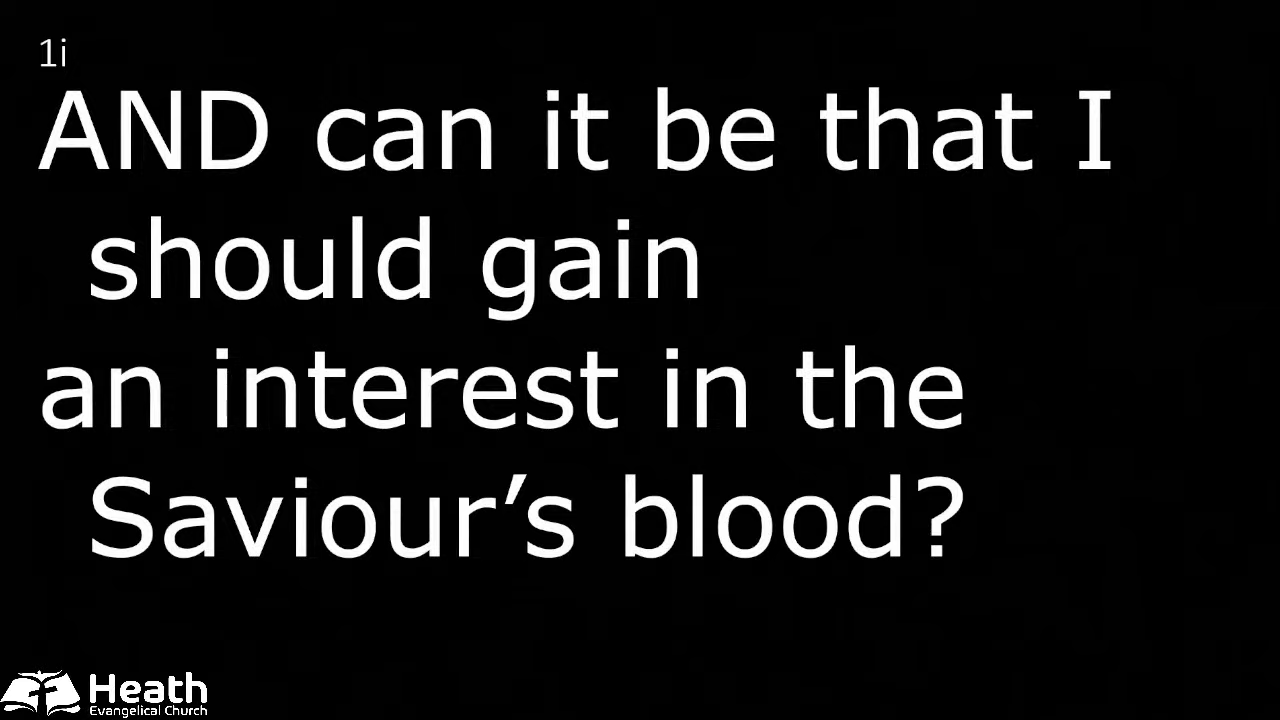 1i
AND can it be that I
should gain
an interest in the
Saviour’s blood?
Heath
Evangelical Church